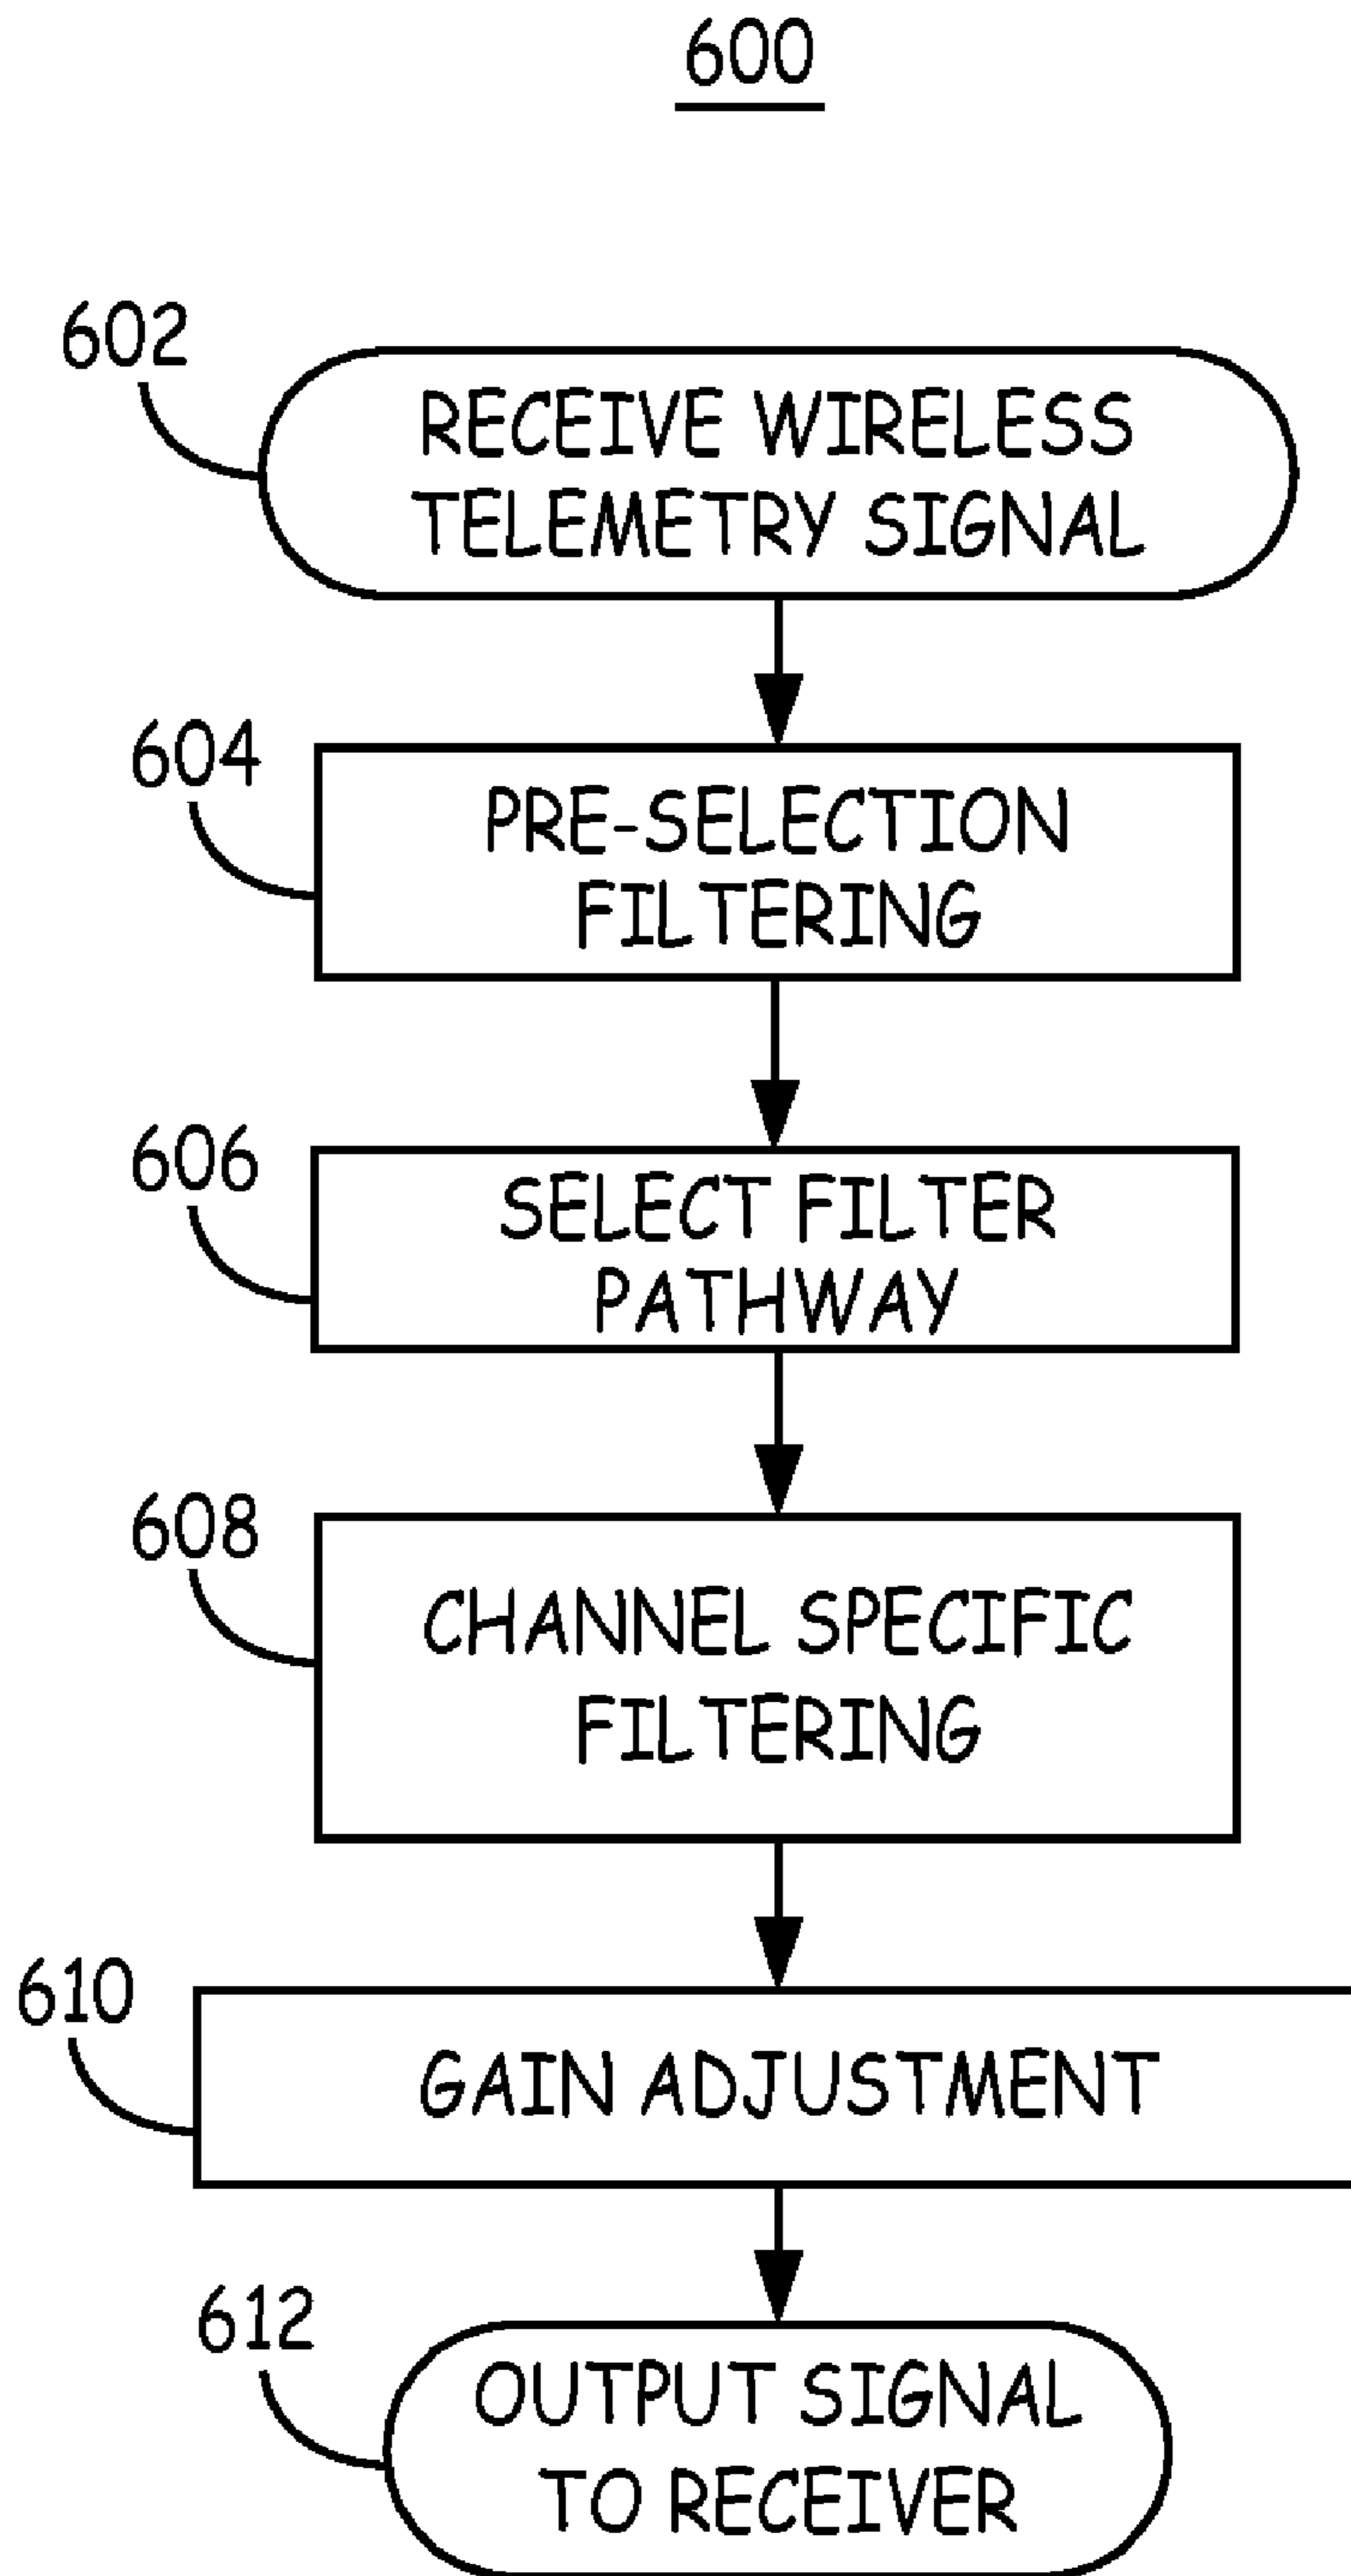 600
602
RECEIVE WIRELESS
TELEMETRY SIGNAL
604
PRE-SELECTION
FILTERING
606
SELECT FILTER
PATHWAY
608
CHANNEL SPECIFIC
FILTERING
610
GAIN ADJUSTMENT
612
OUTPUT SIGNAL
TO RECEIVER